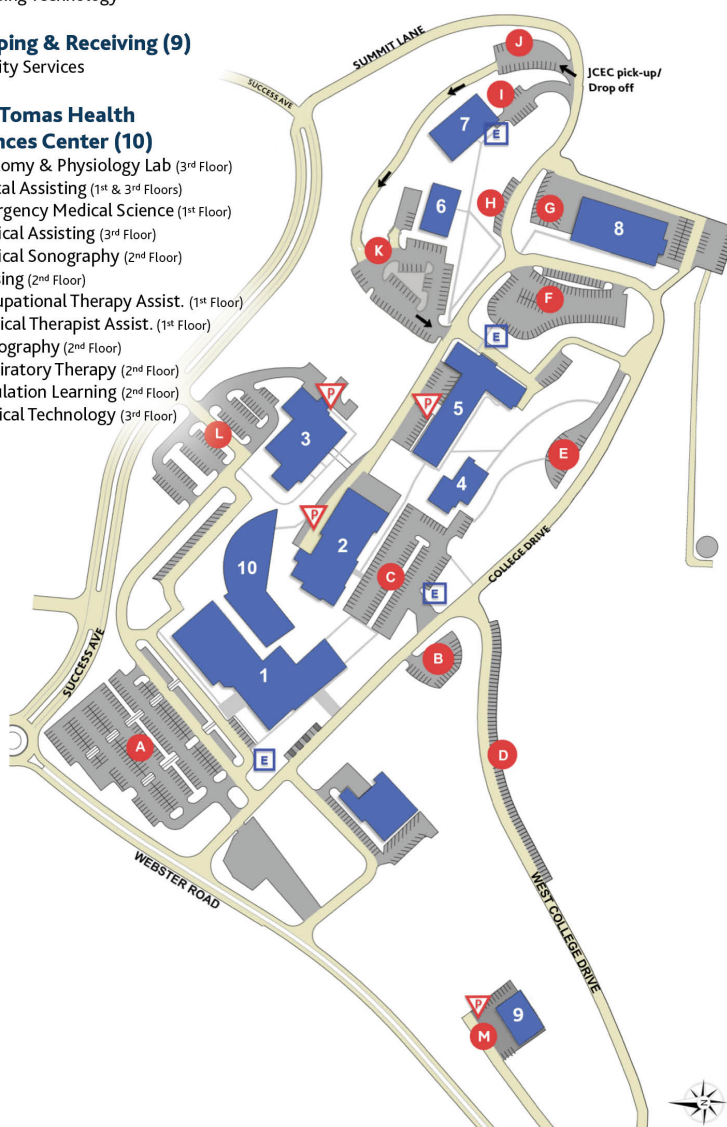 ing Technology
ping & Receiving (9)
ity Services
Tomas Health
nces Center (10)
tomy & Physiology Lab (3rd Floor)
tal Assisting (1st & 3rd Floors)
rgency Medical Science (1st Floor)
ical Assisting (3rd Floor)
ical Sonography (2nd Floor)
sing (2nd Floor)
upational Therapy Assist. (1st Floor)
ical Therapist Assist. (1st Floor)
ography (2nd Floor)
iratory Therapy (2nd Floor)
ulation Learning (2nd Floor)
ical Technology (3rd Floor)
SUMMIT LANE
SUCCESS AVE
J
JCEC pick-up/
Drop off
I
7
E
6
H
G
8
K
F
E
P
P
5
3
L
E
4
P
2
10
C
E
COLLEGE DRIVE
SUCCESS AVE
1
B
A
E
D
WEBSTER ROAD
WEST COLLEGE DRIVE
P
9
M
N